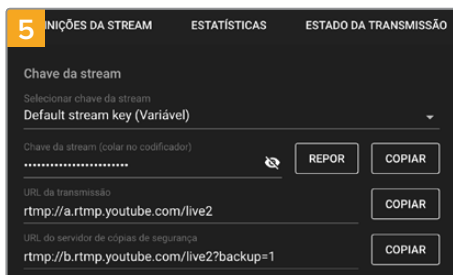 5 INIÇÕES DA STREAM ESTATÍSTICAS ESTADO DA TRANSMISSÃO
Chave da stream
Selecionar chave da stream
Default stream key (Variável)
Chave da stream (colar no codificador)
•••••••••••••••••••••••• REPOR COPIAR
URL da transmissão
rtmp://a.rtmp.youtube.com/live2 COPIAR
URL do servidor de cópias de segurança
rtmp://b.rtmp.youtube.com/live2?backup=1 COPIAR